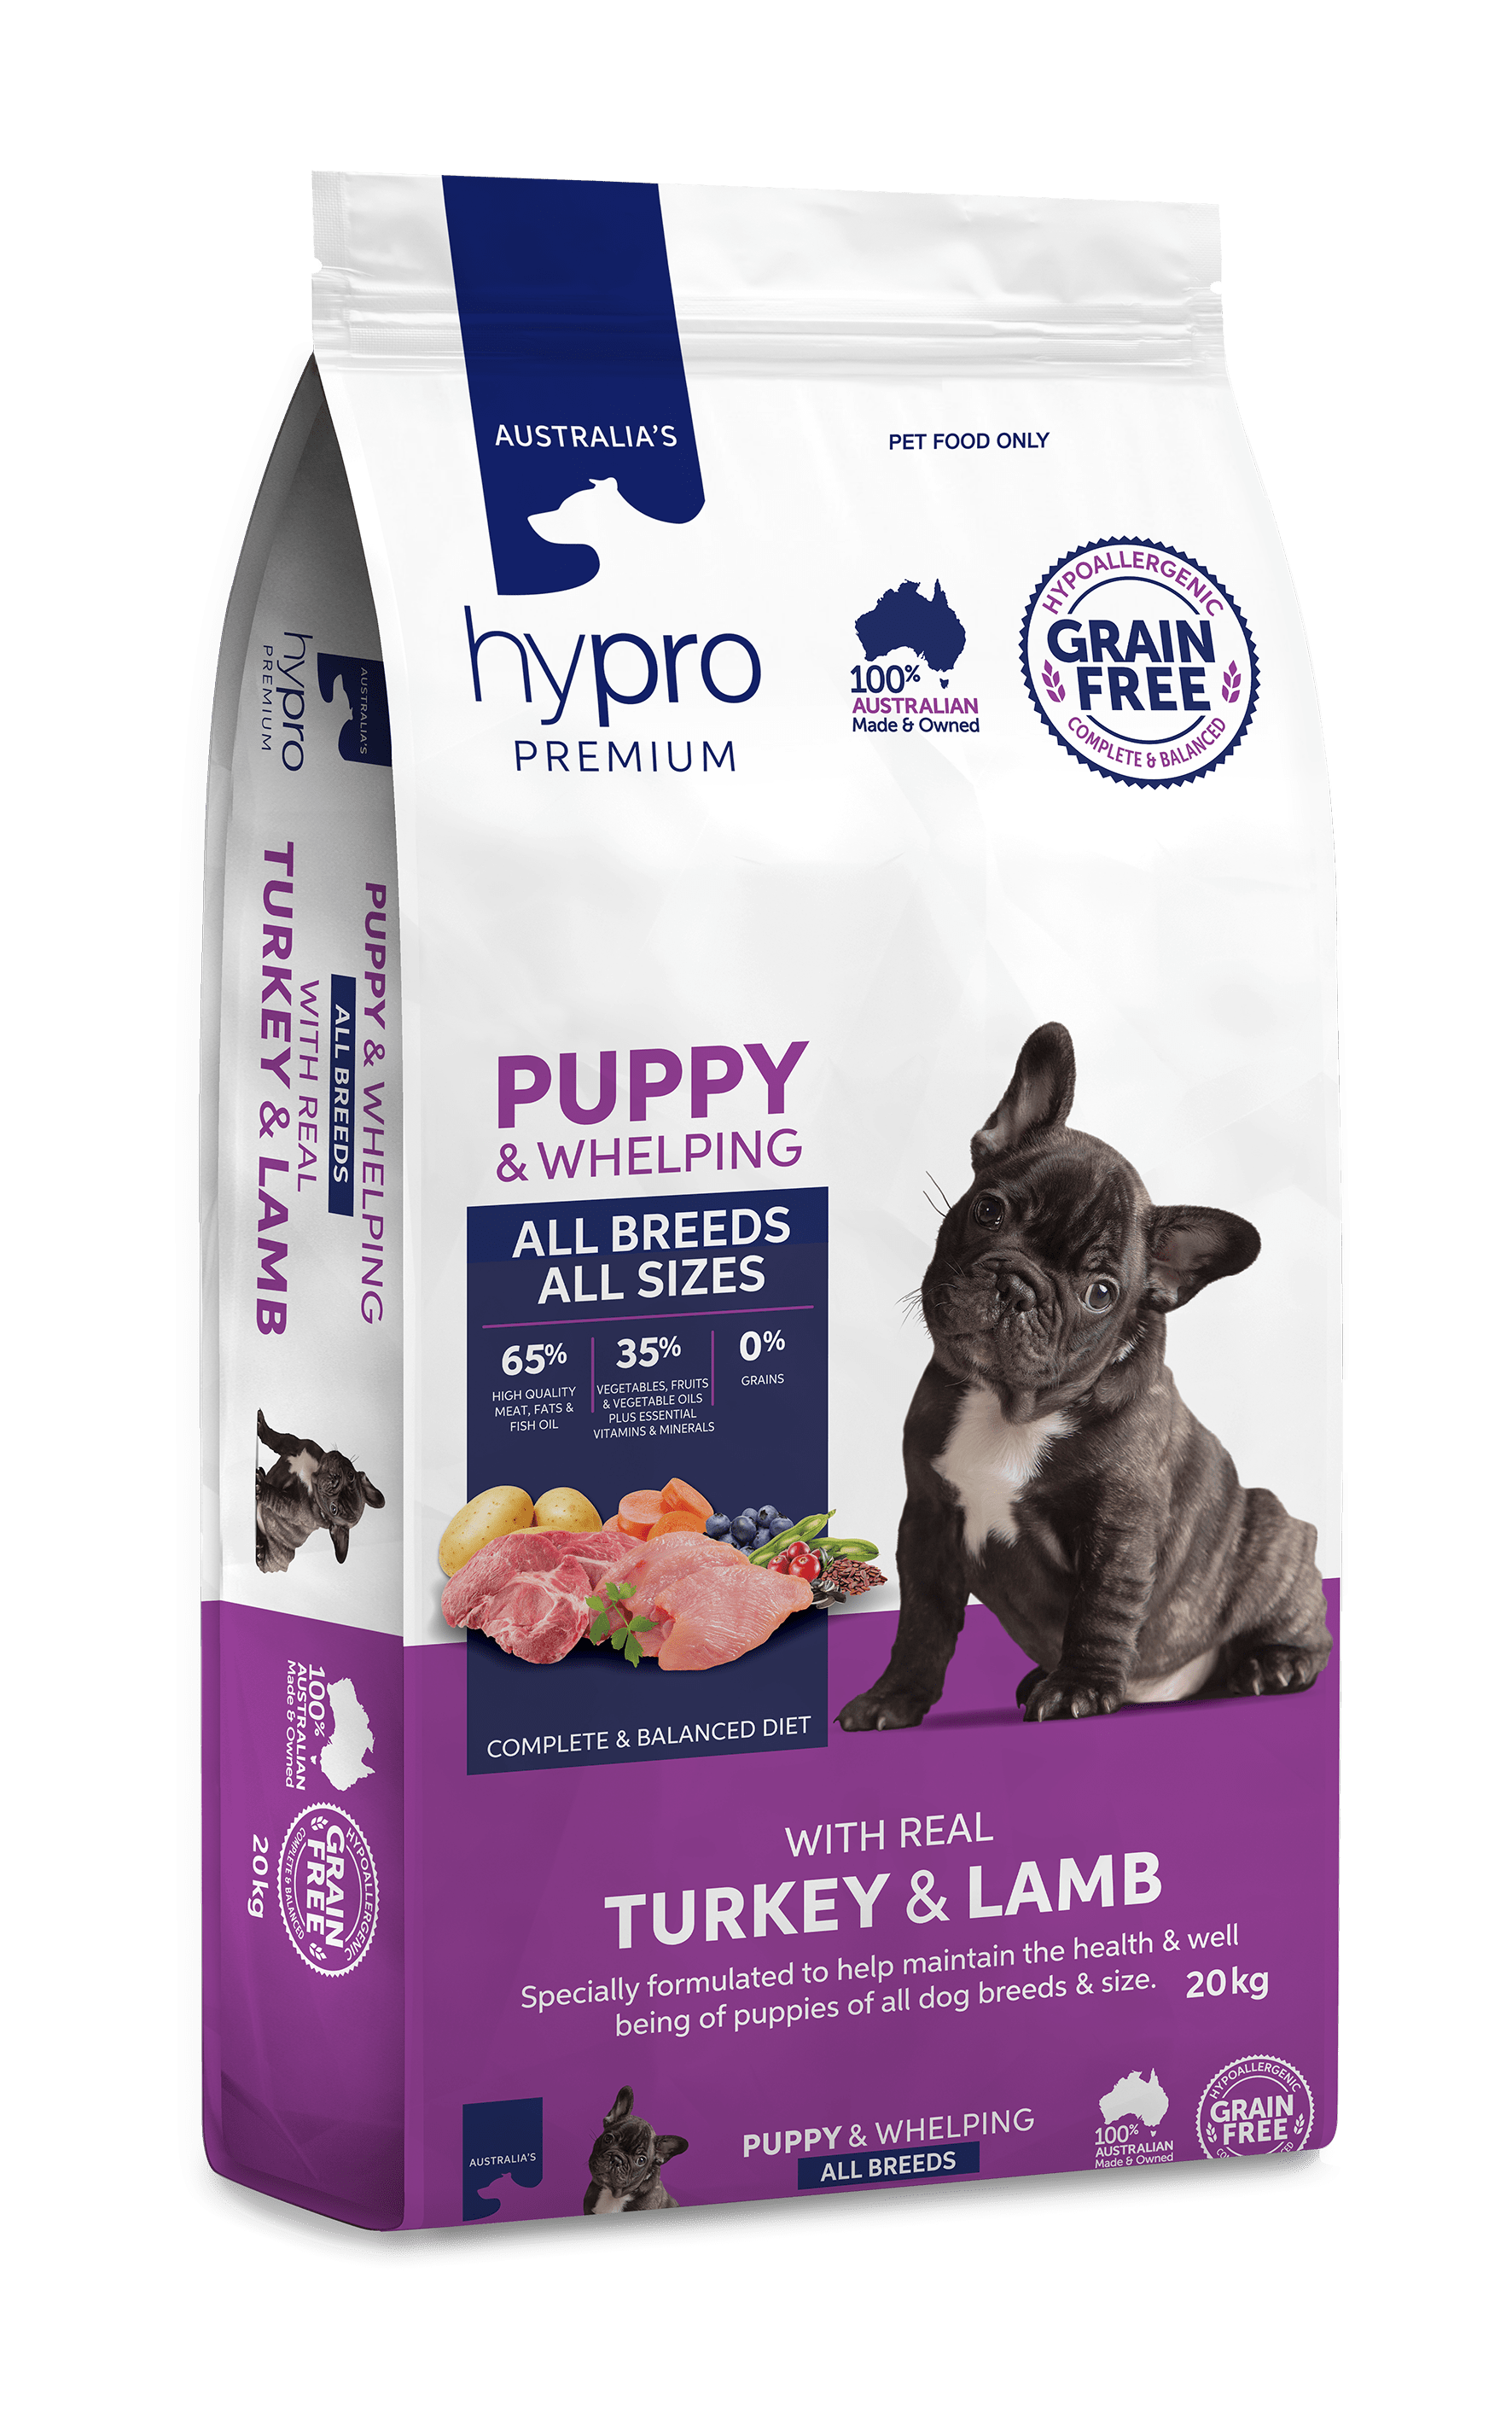 AUSTRALIA'S
hypro
PREMIUM
PET FOOD ONLY
100%
AUSTRALIAN
Made & Owned
HYPOALLERGENIC
GRAIN
FREE
COMPLETE & BALANCED
PUPPY
& WHELPING
ALL BREEDS
ALL SIZES
65%
HIGH QUALITY
MEAT, FATS &
FISH OIL
35%
VEGETABLES, FRUITS
& VEGETABLE OILS
PLUS ESSENTIAL
VITAMINS & MINERALS
0%
GRAINS
COMPLETE & BALANCED DIET
WITH REAL
TURKEY & LAMB
Specially formulated to help maintain the health & well
being of puppies of all dog breeds & size.
20kg
AUSTRALIA'S
PUPPY & WHELPING
ALL BREEDS
100%
AUSTRALIAN
Made & Owned
HYPOALLERGENIC
GRAIN
FREE
AUSTRALIA'S
hypro
PREMIUM
PUPPY & WHELPING
ALL BREEDS
WITH REAL
TURKEY & LAMB
100%
AUSTRALIAN
Made & Owned
HYPOALLERGENIC
GRAIN
FREE
COMPLETE & BALANCED
20kg